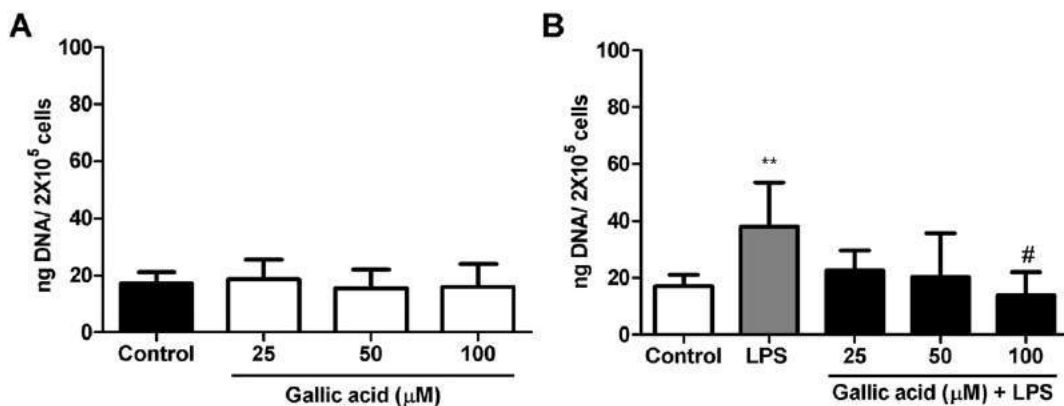 A
ng DNA/ 2X10⁵ cells
100
80
60
40
20
0
Control 25 50 100
Gallic acid (μM)
B
ng DNA/ 2X10⁵ cells
100
80
60
40
20
0
**
#
Control LPS 25 50 100
Gallic acid (μM) + LPS